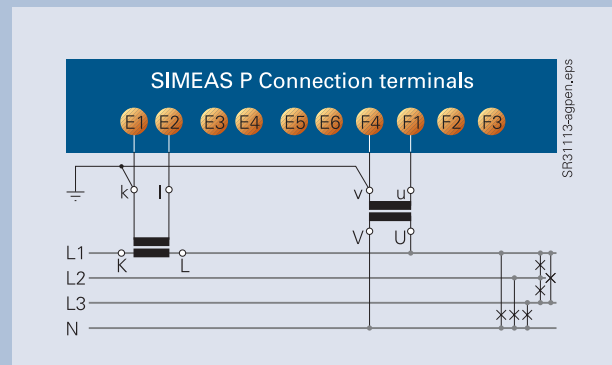 SIMEAS P Connection terminals
E1 E2 E3 E4 E5 E6 F4 F1 F2 F3
SR31113-agpen.eps
k l v u
V U
L1
K L
L2
L3
N